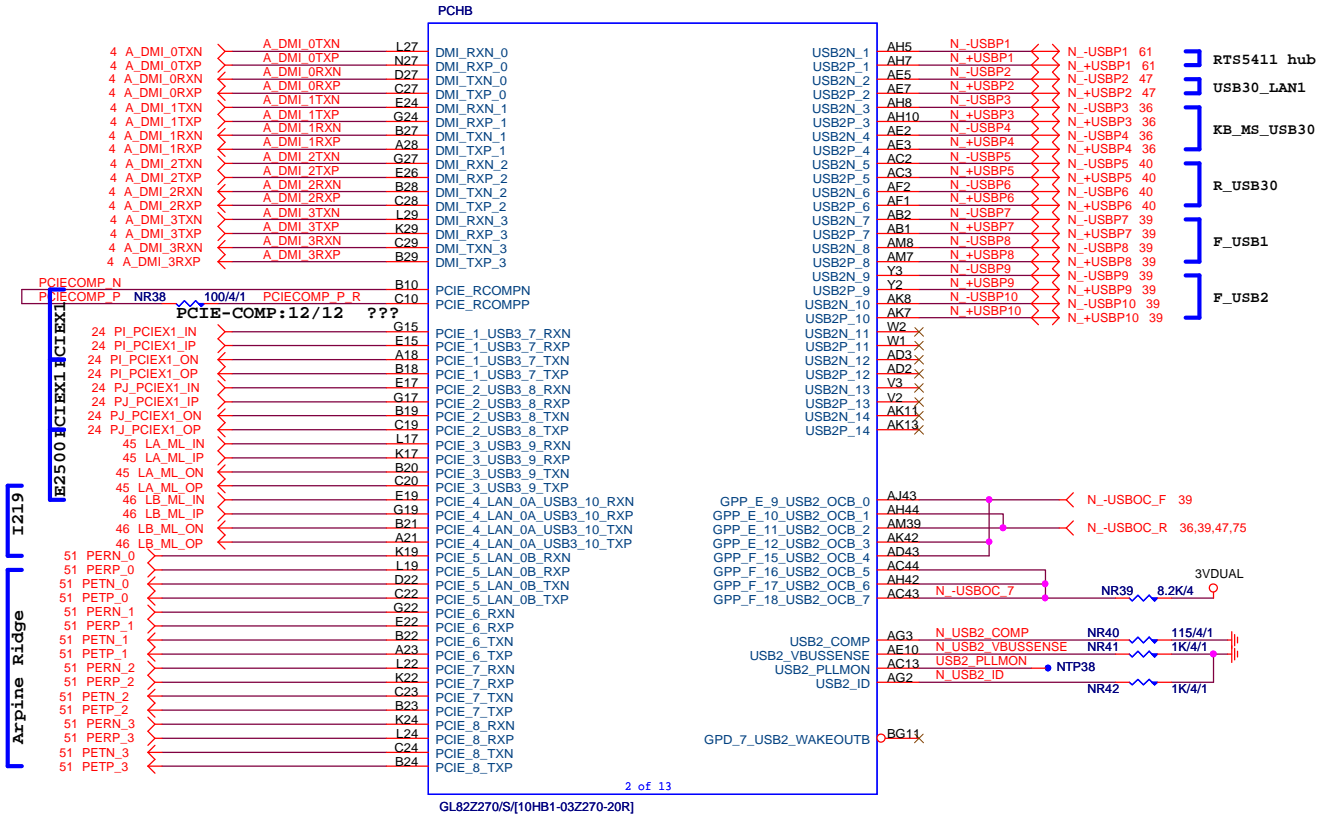 PCHB
4 A_DMI_0TXN A_DMI_0TXN L27 DMI_RXN_0
4 A_DMI_0TXP A_DMI_0TXP N27 DMI_RXP_0
4 A_DMI_0RXN A_DMI_0RXN D27 DMI_TXN_0
4 A_DMI_0RXP A_DMI_0RXP C27 DMI_TXP_0
4 A_DMI_1TXN A_DMI_1TXN E24 DMI_RXN_1
4 A_DMI_1TXP A_DMI_1TXP G24 DMI_RXP_1
4 A_DMI_1RXN A_DMI_1RXN B27 DMI_TXN_1
4 A_DMI_1RXP A_DMI_1RXP A28 DMI_TXP_1
4 A_DMI_2TXN A_DMI_2TXN G27 DMI_RXN_2
4 A_DMI_2TXP A_DMI_2TXP E26 DMI_RXP_2
4 A_DMI_2RXN A_DMI_2RXN B28 DMI_TXN_2
4 A_DMI_2RXP A_DMI_2RXP C28 DMI_TXP_2
4 A_DMI_3TXN A_DMI_3TXN L29 DMI_RXN_3
4 A_DMI_3TXP A_DMI_3TXP K29 DMI_RXP_3
4 A_DMI_3RXN A_DMI_3RXN C29 DMI_TXN_3
4 A_DMI_3RXP A_DMI_3RXP B29 DMI_TXP_3
PCIECOMP_N B10 PCIE_RCOMPN
PCIECOMP_P NR38 100/4/1 PCIECOMP_P_R C10 PCIE_RCOMPP
PCIE-COMP:12/12 ???
24 PI_PCIEX1_IN G15 PCIE_1_USB3_7_RXN
24 PI_PCIEX1_IP E15 PCIE_1_USB3_7_RXP
24 PI_PCIEX1_ON A18 PCIE_1_USB3_7_TXN
24 PI_PCIEX1_OP B18 PCIE_1_USB3_7_TXP
24 PJ_PCIEX1_IN E17 PCIE_2_USB3_8_RXN
24 PJ_PCIEX1_IP G17 PCIE_2_USB3_8_RXP
24 PJ_PCIEX1_ON B19 PCIE_2_USB3_8_TXN
24 PJ_PCIEX1_OP C19 PCIE_2_USB3_8_TXP
45 LA_ML_IN L17 PCIE_3_USB3_9_RXN
45 LA_ML_IP K17 PCIE_3_USB3_9_RXP
45 LA_ML_ON B20 PCIE_3_USB3_9_TXN
45 LA_ML_OP C20 PCIE_3_USB3_9_TXP
46 LB_ML_IN E19 PCIE_4_LAN_0A_USB3_10_RXN
46 LB_ML_IP G19 PCIE_4_LAN_0A_USB3_10_RXP
46 LB_ML_ON B21 PCIE_4_LAN_0A_USB3_10_TXN
46 LB_ML_OP A21 PCIE_4_LAN_0A_USB3_10_TXP
51 PERN_0 K19 PCIE_5_LAN_0B_RXN
51 PERP_0 L19 PCIE_5_LAN_0B_RXP
51 PETN_0 D22 PCIE_5_LAN_0B_TXN
51 PETP_0 C22 PCIE_5_LAN_0B_TXP
51 PERN_1 G22 PCIE_6_RXN
51 PERP_1 E22 PCIE_6_RXP
51 PETN_1 B22 PCIE_6_TXN
51 PETP_1 A23 PCIE_6_TXP
51 PERN_2 L22 PCIE_7_RXN
51 PERP_2 K22 PCIE_7_RXP
51 PETN_2 C23 PCIE_7_TXN
51 PETP_2 B23 PCIE_7_TXP
51 PERN_3 K24 PCIE_8_RXN
51 PERP_3 L24 PCIE_8_RXP
51 PETN_3 C24 PCIE_8_TXN
51 PETP_3 B24 PCIE_8_TXP
PCIEX1
PCIEX1
E2500
I219
Arpine Ridge
USB2N_1 AH5 N_-USBP1 N_-USBP1 61
USB2P_1 AH7 N_+USBP1 N_+USBP1 61
USB2N_2 AE5 N_-USBP2 N_-USBP2 47
USB2P_2 AE7 N_+USBP2 N_+USBP2 47
USB2N_3 AH8 N_-USBP3 N_-USBP3 36
USB2P_3 AH10 N_+USBP3 N_+USBP3 36
USB2N_4 AE2 N_-USBP4 N_-USBP4 36
USB2P_4 AE3 N_+USBP4 N_+USBP4 36
USB2N_5 AC2 N_-USBP5 N_-USBP5 40
USB2P_5 AC3 N_+USBP5 N_+USBP5 40
USB2N_6 AF2 N_-USBP6 N_-USBP6 40
USB2P_6 AF1 N_+USBP6 N_+USBP6 40
USB2N_7 AB2 N_-USBP7 N_-USBP7 39
USB2P_7 AB1 N_+USBP7 N_+USBP7 39
USB2N_8 AM8 N_-USBP8 N_-USBP8 39
USB2P_8 AM7 N_+USBP8 N_+USBP8 39
USB2N_9 Y3 N_-USBP9 N_-USBP9 39
USB2P_9 Y2 N_+USBP9 N_+USBP9 39
USB2N_10 AK8 N_-USBP10 N_-USBP10 39
USB2P_10 AK7 N_+USBP10 N_+USBP10 39
USB2N_11 W2
USB2P_11 W1
USB2N_12 AD3
USB2P_12 AD2
USB2N_13 V3
USB2P_13 V2
USB2N_14 AK11
USB2P_14 AK13
RTS5411 hub
USB30_LAN1
KB_MS_USB30
R_USB30
F_USB1
F_USB2
GPP_E_9_USB2_OCB_0 AJ43 N_-USBOC_F 39
GPP_E_10_USB2_OCB_1 AH44
GPP_E_11_USB2_OCB_2 AM39 N_-USBOC_R 36,39,47,75
GPP_E_12_USB2_OCB_3 AK42
GPP_F_15_USB2_OCB_4 AD43
GPP_F_16_USB2_OCB_5 AC44
GPP_F_17_USB2_OCB_6 AH42
GPP_F_18_USB2_OCB_7 AC43 N_-USBOC_7 NR39 8.2K/4 3VDUAL
USB2_COMP AG3 N_USB2_COMP NR40 115/4/1
USB2_VBUSSENSE AE10 N_USB2_VBUSSENSE NR41 1K/4/1
USB2_PLLMON AC13 USB2_PLLMON NTP38
USB2_ID AG2 N_USB2_ID NR42 1K/4/1
GPD_7_USB2_WAKEOUTB BG11
2 of 13
GL82Z270/S/[10HB1-03Z270-20R]